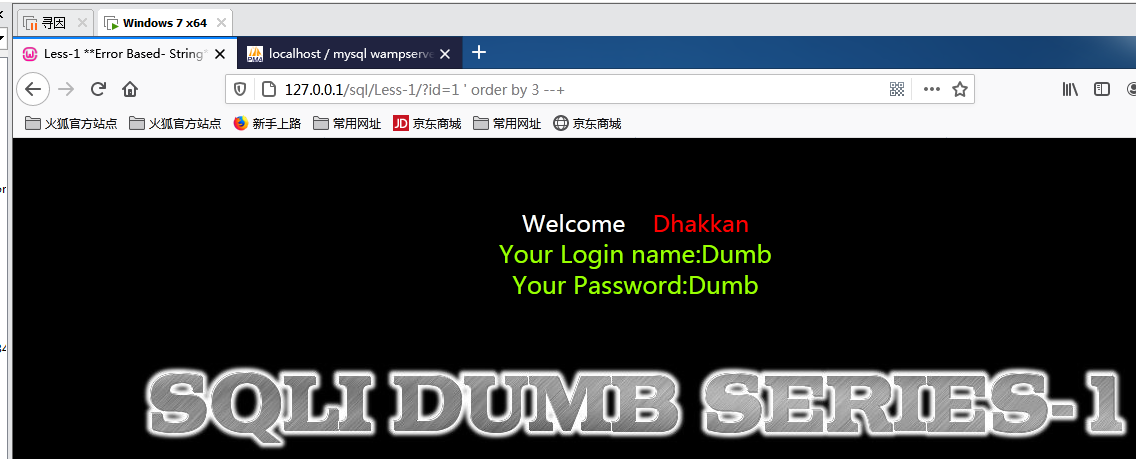 寻因 Windows 7 x64
Less-1 **Error Based- String* localhost / mysql wampserve
127.0.0.1/sql/Less-1/?id=1 ' order by 3 --+
火狐官方站点 火狐官方站点 新手上路 常用网址 JD 京东商城 常用网址 京东商城
Welcome Dhakkan
Your Login name:Dumb
Your Password:Dumb
SQLI DUMB SERIES-1